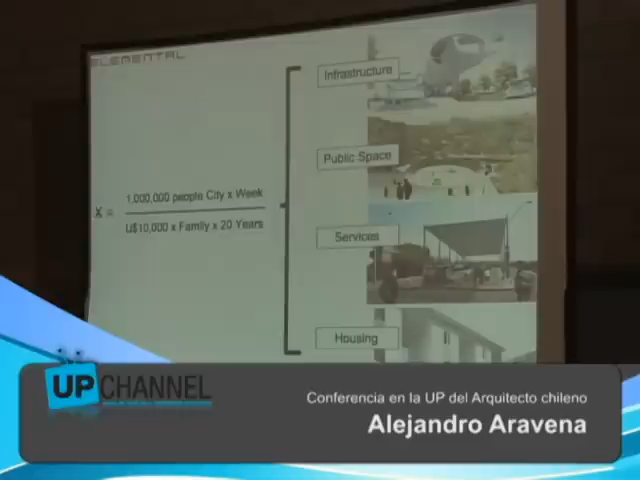 ELEMENTAL
Infrastructure
Public Space
X =
1,000,000 people City x Week
U$10,000 x Family x 20 Years
Services
Housing
UP CHANNEL
Conferencia en la UP del Arquitecto chileno
Alejandro Aravena